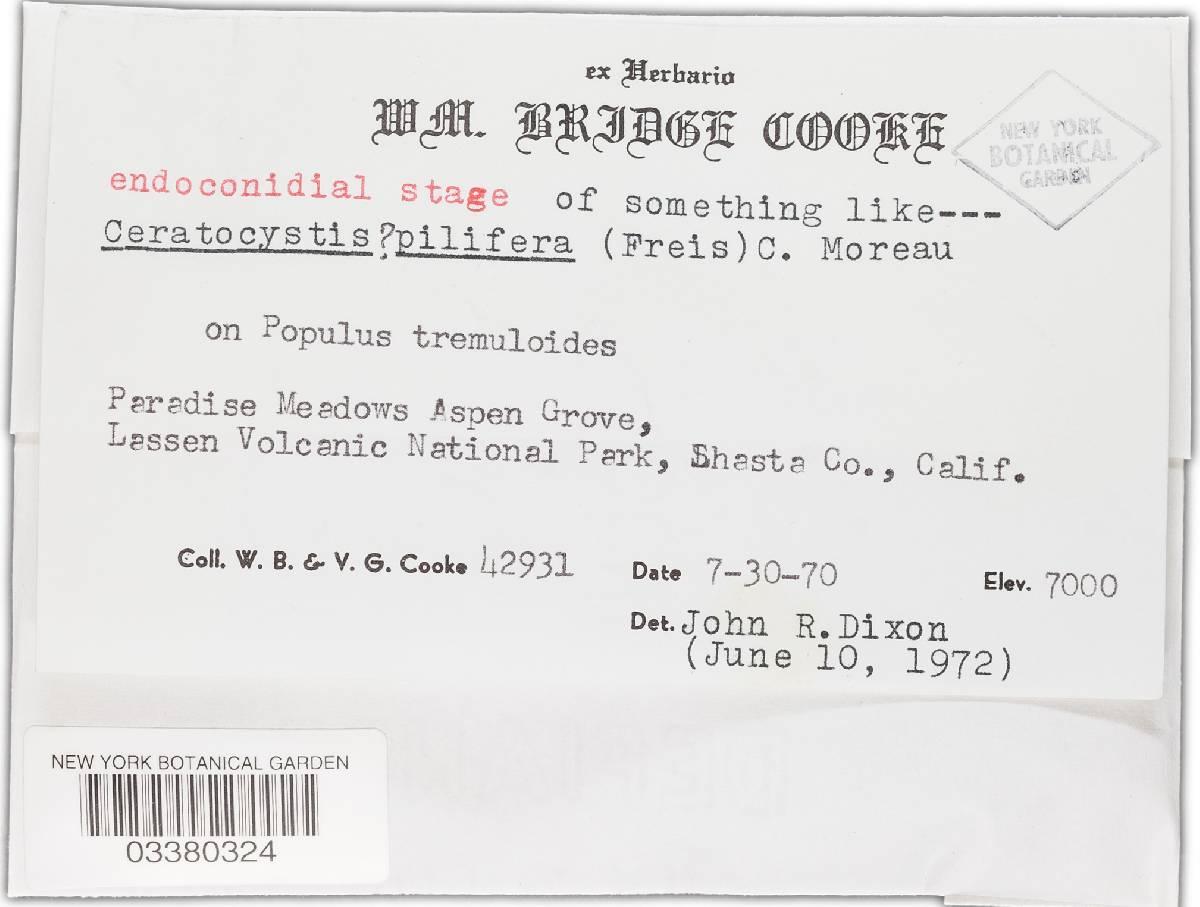 ex Herbario
WM. BRIDGE COOKE
NEW YORK
BOTANICAL
GARDEN
endoconidial stage of something like---
Ceratocystis?pilifera (Freis)C. Moreau
on Populus tremuloides
Paradise Meadows Aspen Grove,
Lassen Volcanic National Park, Shasta Co., Calif.
Coll. W. B. & V. G. Cooke 42931 Date 7-30-70 Elev. 7000
Det. John R.Dixon
(June 10, 1972)
NEW YORK BOTANICAL GARDEN
03380324